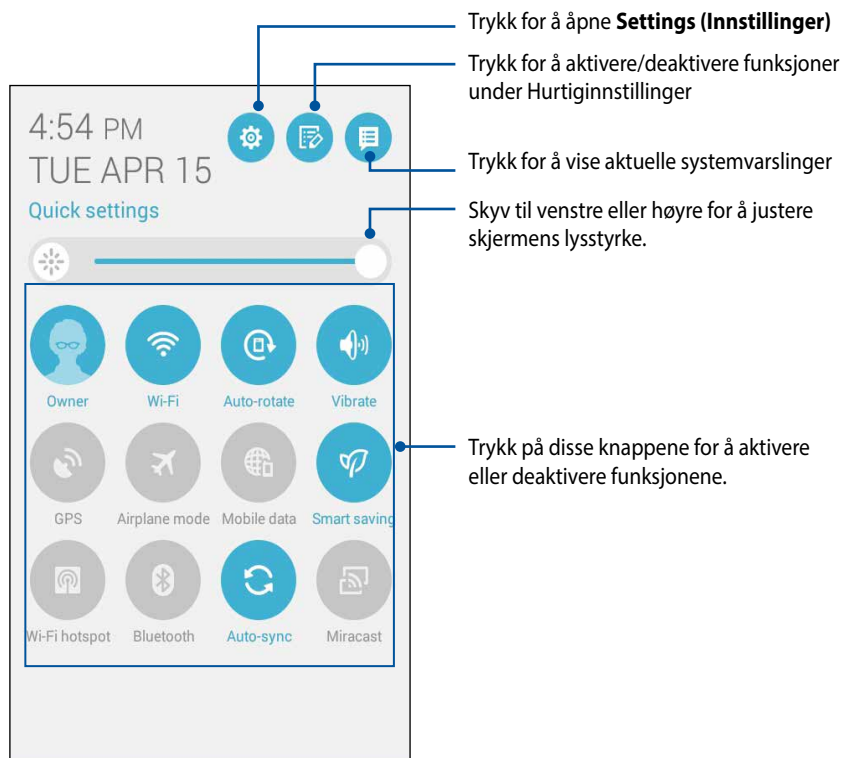 Trykk for å åpne Settings (Innstillinger)
Trykk for å aktivere/deaktivere funksjoner
under Hurtiginnstillinger
Trykk for å vise aktuelle systemvarslinger
Skyv til venstre eller høyre for å justere
skjermens lysstyrke.
4:54 PM
TUE APR 15
Quick settings
Owner Wi-Fi Auto-rotate Vibrate
GPS Airplane mode Mobile data Smart saving
Wi-Fi hotspot Bluetooth Auto-sync Miracast
Trykk på disse knappene for å aktivere
eller deaktivere funksjonene.